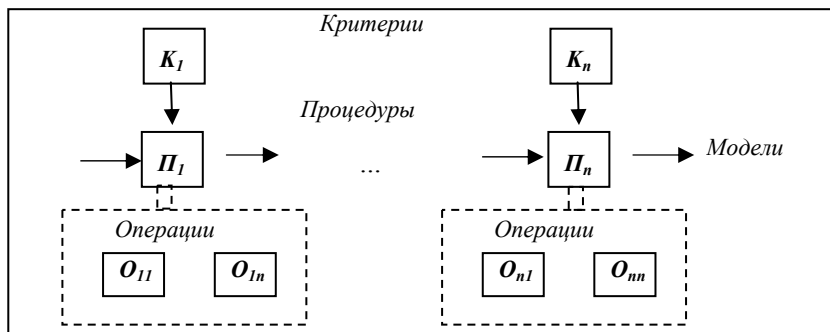 Критерии
K₁ Kₙ
Процедуры
П₁ ... Пₙ Модели
Операции Операции
O₁₁ O₁ₙ Oₙ₁ Oₙₙ